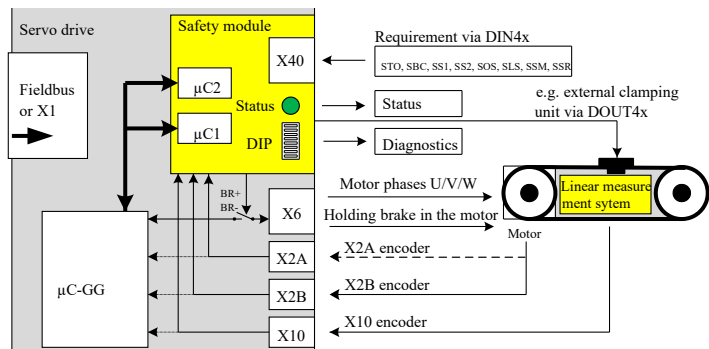 Servo drive
Safety module
X40
Requirement via DIN4x
STO, SBC, SS1, SS2, SOS, SLS, SSM, SSR
Fieldbus
or X1
µC2
Status
µC1
DIP
Status
Diagnostics
e.g. external clamping
unit via DOUT4x
BR+
BR-
X6
Motor phases U/V/W
Holding brake in the motor
Linear measure
ment sytem
Motor
µC-GG
X2A
X2A encoder
X2B
X2B encoder
X10
X10 encoder